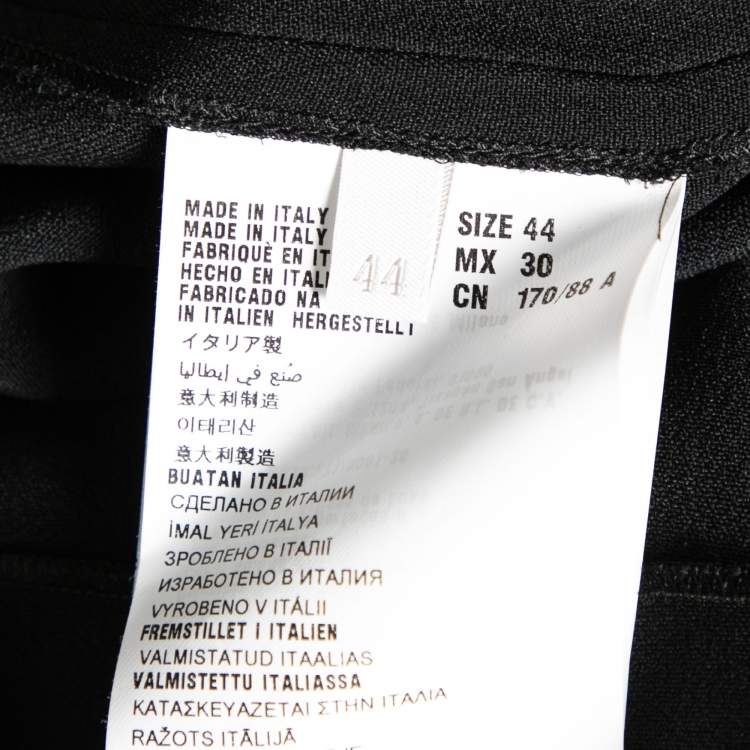 MADE IN ITALY
MADE IN ITALY
FABRIQUÈ EN IT
HECHO EN ITALI
FABRICADO NA
IN ITALIEN HERGESTELLT
イタリア製
صُنع في إيطاليا
意大利制造
이태리산
意大利製造
BUATAN ITALIA
СДЕЛАНО В ИТАЛИИ
İMAL YERİ İTALYA
ЗРОБЛЕНО В ІТАЛІЇ
ИЗРАБОТЕНО В ИТАЛИЯ
VYROBENO V ITÁLII
FREMSTILLET I ITALIEN
VALMISTATUD ITAALIAS
VALMISTETTU ITALIASSA
ΚΑΤΑΣΚΕΥΑΖΕΤΑΙ ΣΤΗΝ ΙΤΑΛΙΑ
RAŽOTS ITĀLIJĀ
44
SIZE 44
MX 30
CN 170/88 A